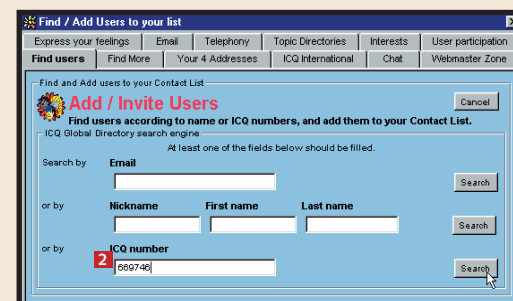 Find / Add Users to your list
Express your feelings Email Telephony Topic Directories Interests User participation
Find users Find More Your 4 Addresses ICQ International Chat Webmaster Zone
Find and Add users to your Contact List
Add / Invite Users
Cancel
Find users according to name or ICQ numbers, and add them to your Contact List.
ICQ Global Directory search engine
At least one of the fields below should be filled.
Search by Email
Search
or by Nickname First name Last name
Search
or by ICQ number
2 669746 Search